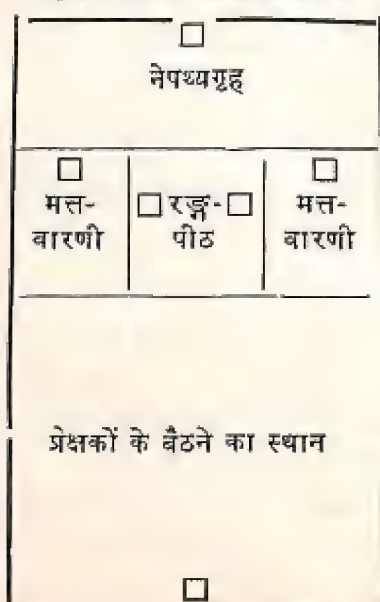 नेपथ्यगृह
मत्त-
वारणी
रङ्ग-
पीठ
मत्त-
वारणी
प्रेक्षकों के बैठने का स्थान